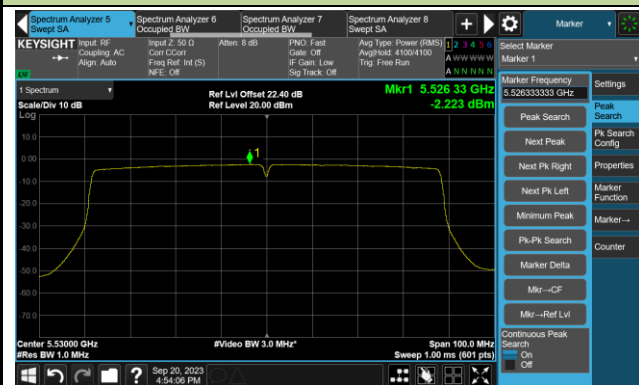 Spectrum Analyzer 5
Swept SA
Spectrum Analyzer 6
Occupied BW
Spectrum Analyzer 7
Occupied BW
Spectrum Analyzer 8
Swept SA
+
Marker
KEYSIGHT
Input: RF
Coupling: AC
Align: Auto
Input Z: 50 Ω
Corr CCorr
Freq Ref: Int (S)
NFE: Off
Atten: 8 dB
PNO: Fast
Gate: Off
IF Gain: Low
Sig Track: Off
Avg Type: Power (RMS)
Avg|Hold: 4100/4100
Trig: Free Run
1 2 3 4 5 6
A W W W W W
A N N N N N
Select Marker
Marker 1
1 Spectrum
Scale/Div 10 dB
Log
Ref Lvl Offset 22.40 dB
Ref Level 20.00 dBm
Mkr1 5.526 33 GHz
-2.223 dBm
10.0
0.00
-10.0
-20.0
-30.0
-40.0
-50.0
-60.0
-70.0
1
Center 5.53000 GHz
#Res BW 1.0 MHz
#Video BW 3.0 MHz*
Span 100.0 MHz
Sweep 1.00 ms (601 pts)
Marker Frequency
5.526333333 GHz
Peak Search
Next Peak
Next Pk Right
Next Pk Left
Minimum Peak
Pk-Pk Search
Marker Delta
Mkr→CF
Mkr→Ref Lvl
Continuous Peak
Search
On
Off
Settings
Peak
Search
Pk Search
Config
Properties
Marker
Function
Marker→
Counter
?
Sep 20, 2023
4:54:06 PM